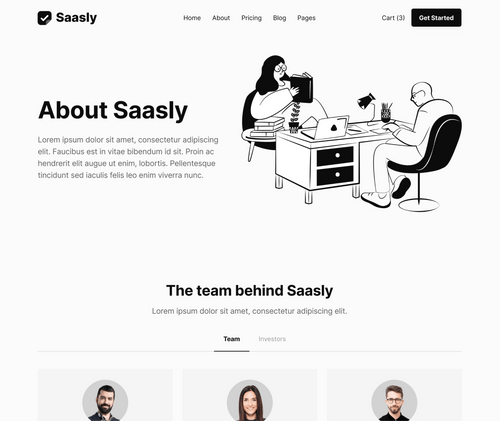 Saasly
Home About Pricing Blog Pages
Cart (3) Get Started
About Saasly
Lorem ipsum dolor sit amet, consectetur adipiscing
elit. Faucibus est in vitae bibendum id sit. Proin ac
hendrerit elit augue ut enim, lobortis. Pellentesque
tincidunt sed iaculis felis leo enim viverra nunc.
The team behind Saasly
Lorem ipsum dolor sit amet, consectetur adipiscing elit.
Team Investors